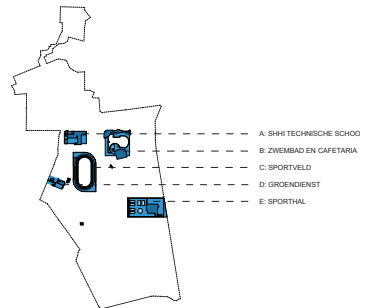 A: SHHI TECHNISCHE SCHOO
B: ZWEMBAD EN CAFETARIA
C: SPORTVELD
D: GROENDIENST
E: SPORTHAL